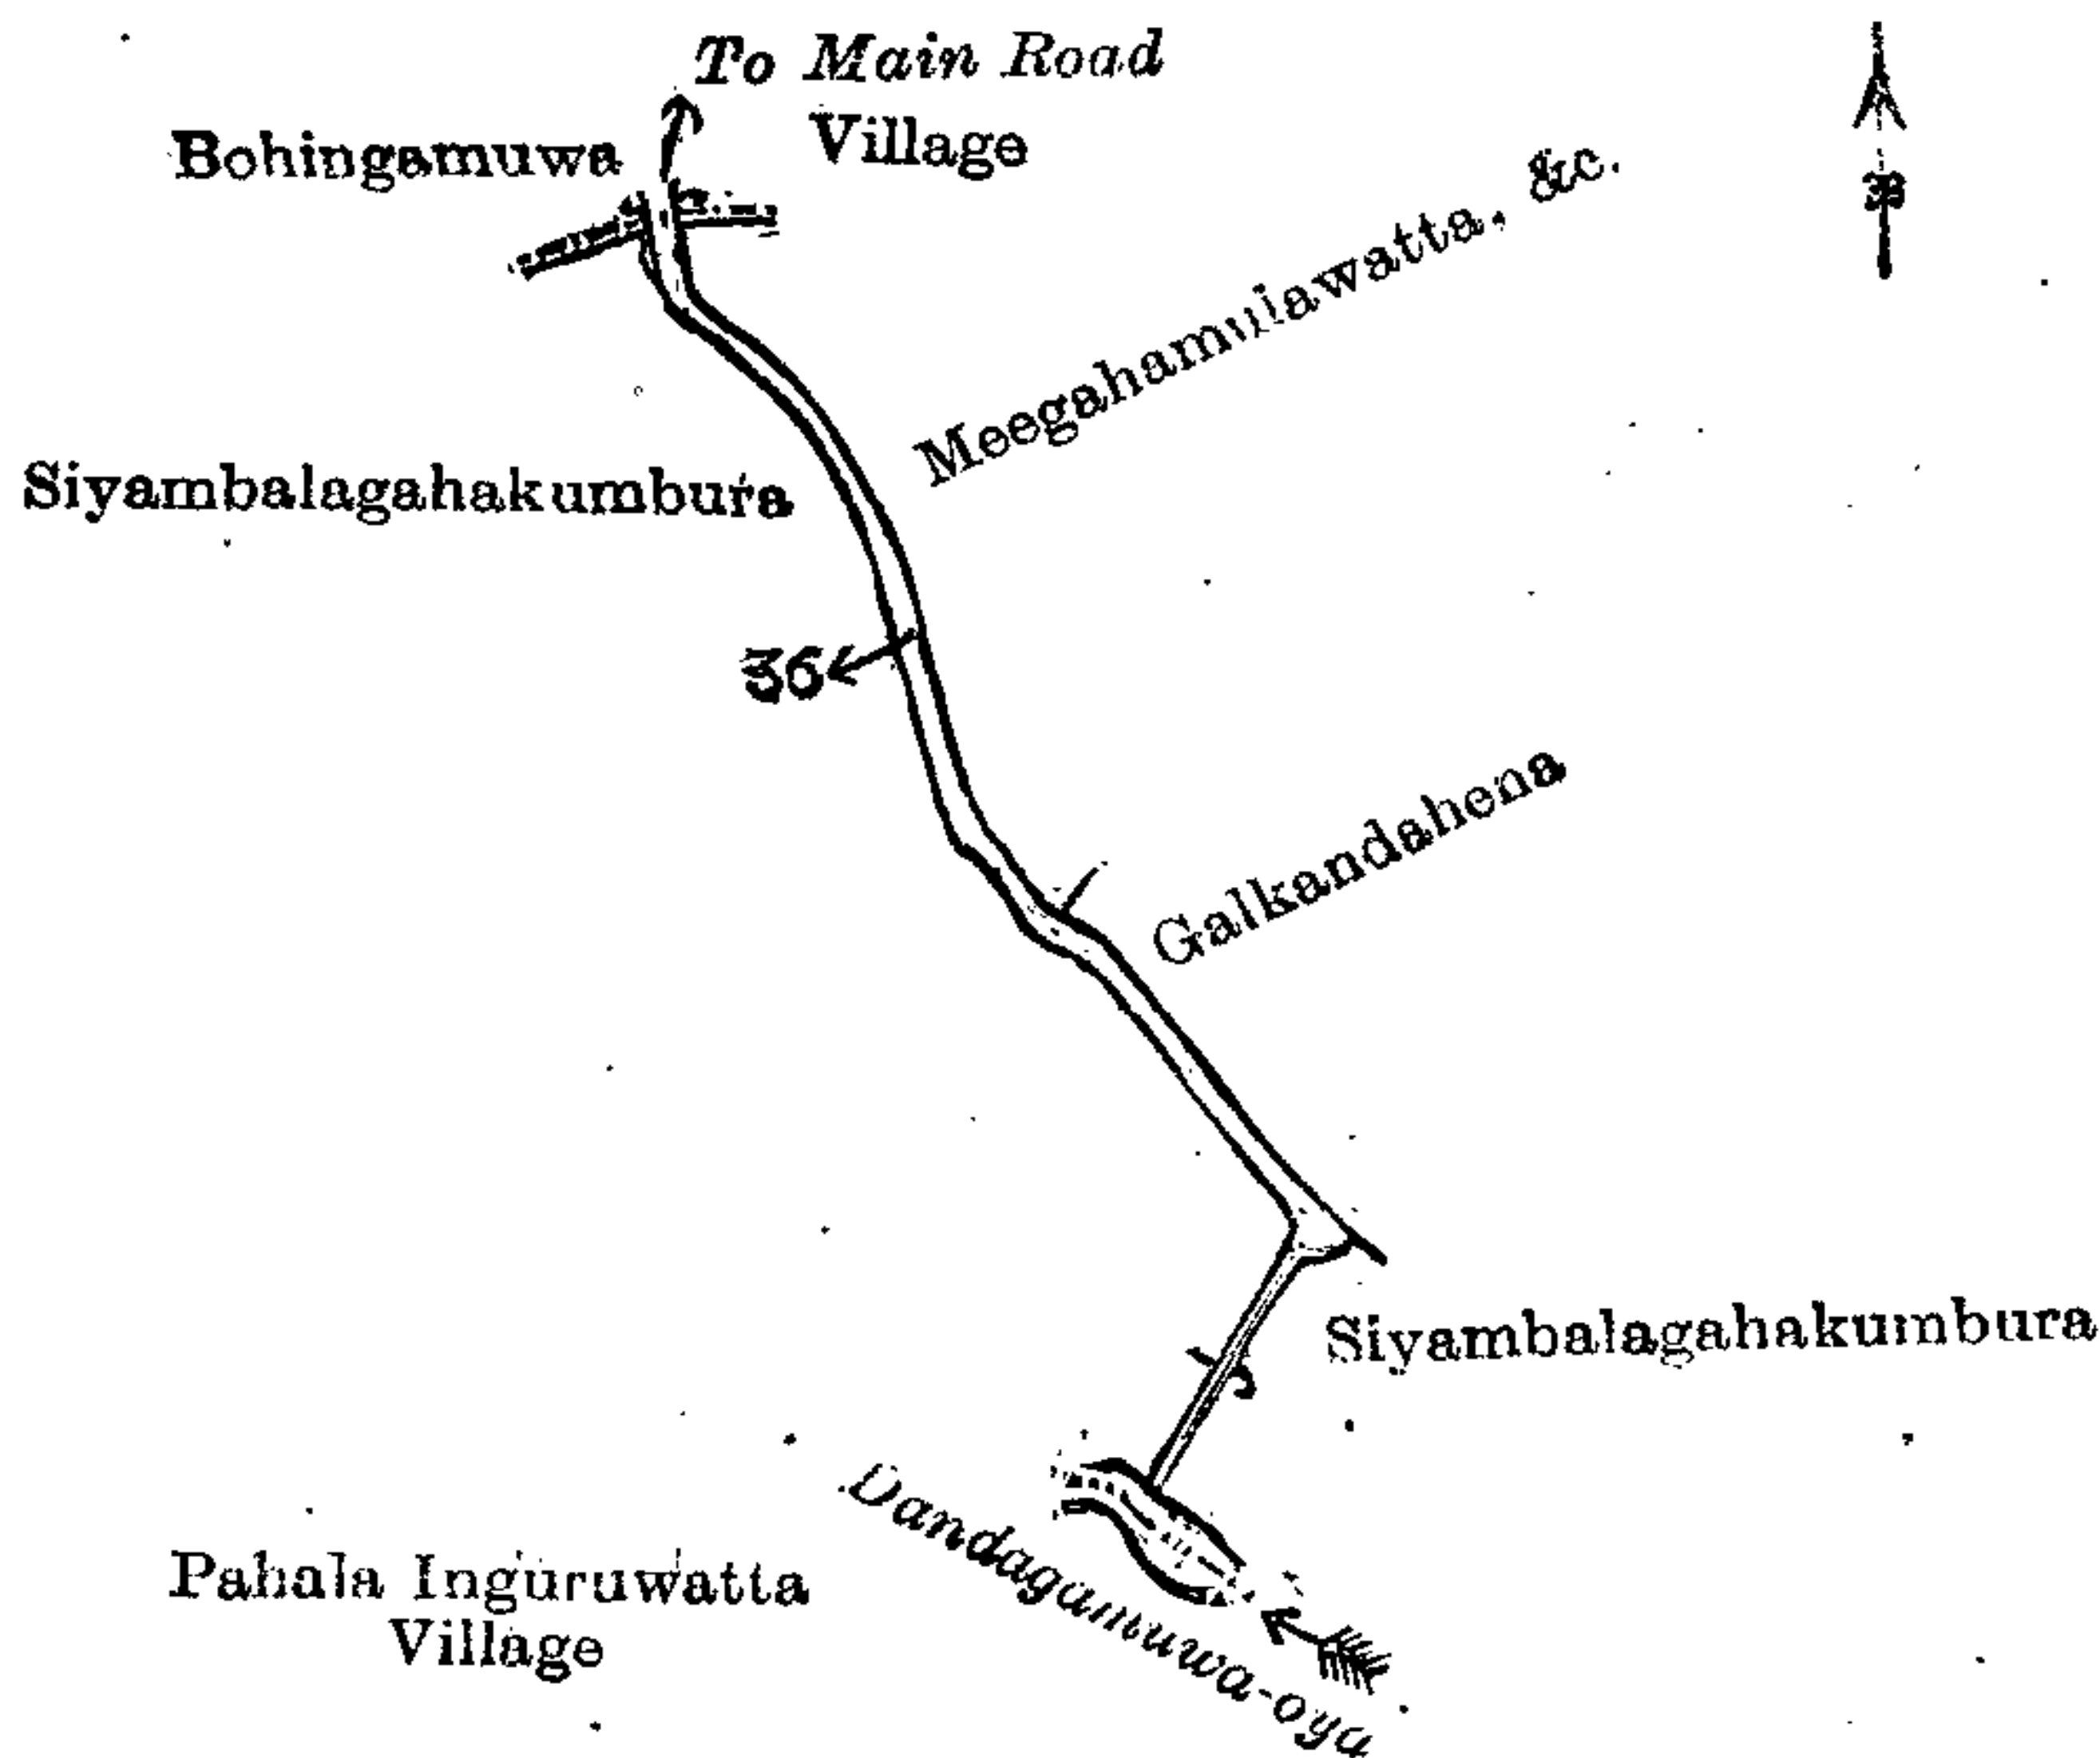 To Main Road
Bohingamuwa Village
Meegahamulawatta, &c.
Siyambalagahakumbura
36
Galkandahena
Siyambalagahakumbura
Dandagamuwa-oya
Pahala Inguruwatta
Village